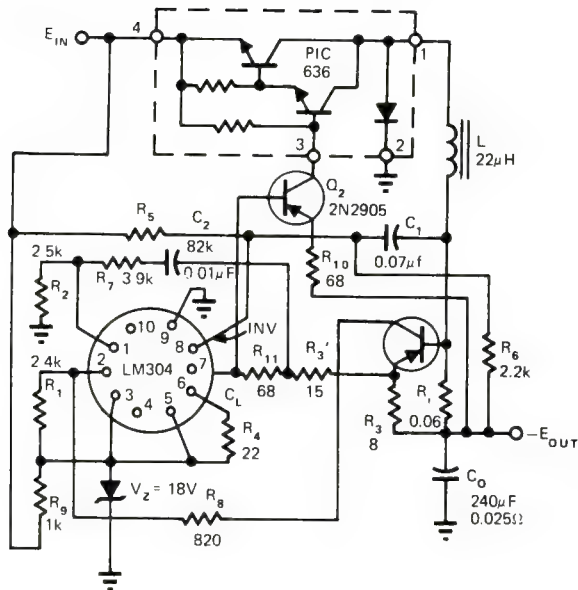 E_IN
4
1
PIC
636
3
2
L
22μH
Q₂
2N2905
R₅
C₂
82k
C₁
0.07μf
2 5k
R₇
3 9k
0 01μF
R₁₀
68
R₂
10
9
INV
1
8
R₆
2.2k
2 4k
2
LM304
7
R₁₁
68
R₃'
15
3
6
C_L
4
5
R₁
R₄
22
R₃
8
R₁
0.06
-E_OUT
R₉
1k
V_Z = 18V
R₈
820
C₀
240μF
0.025Ω